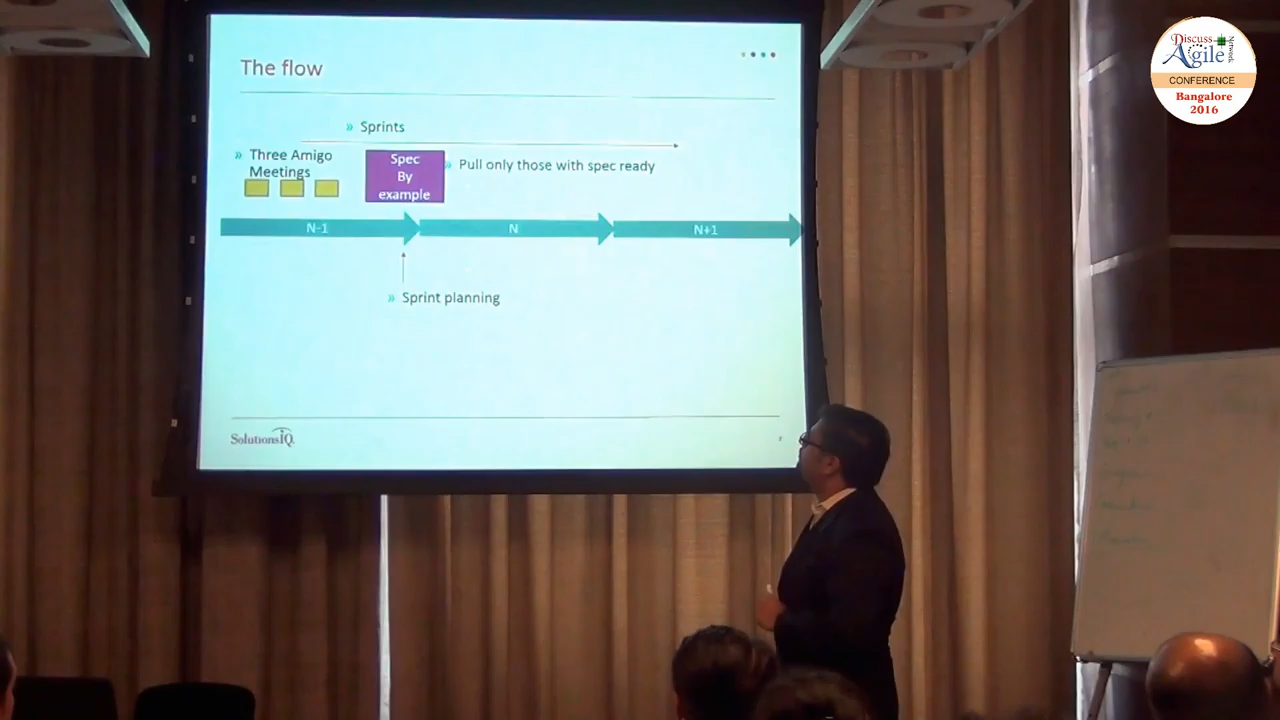 The flow
» Sprints
» Three Amigo
Meetings
Spec
By
example
» Pull only those with spec ready
N-1
N
N+1
» Sprint planning
SolutionsIQ
Discuss
Agile
Network
CONFERENCE
Bangalore
2016